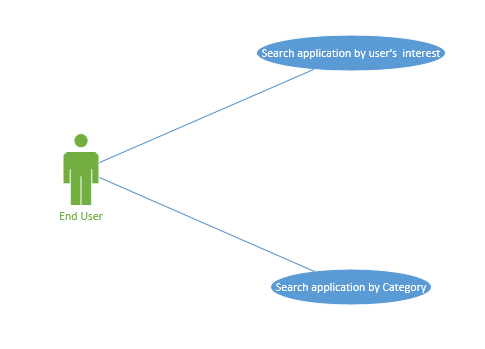 Search application by user's interest
End User
Search application by Category